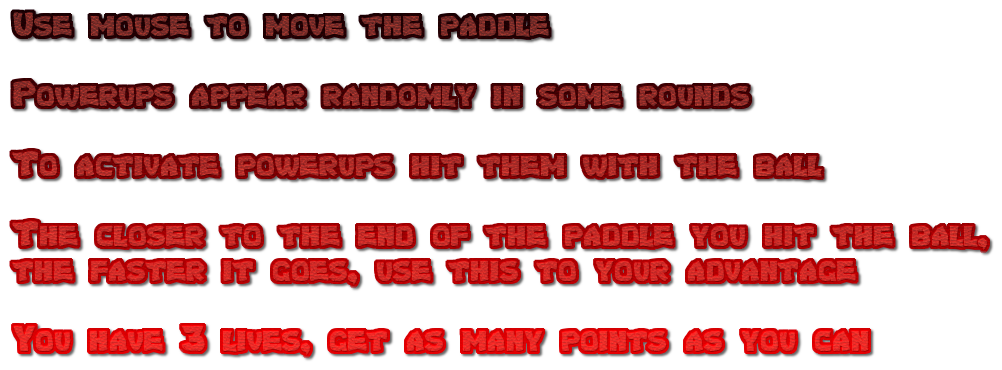 Use mouse to move the paddle
Powerups appear randomly in some rounds
To activate powerups hit them with the ball
The closer to the end of the paddle you hit the ball,
the faster it goes, use this to your advantage
You have 3 lives, get as many points as you can